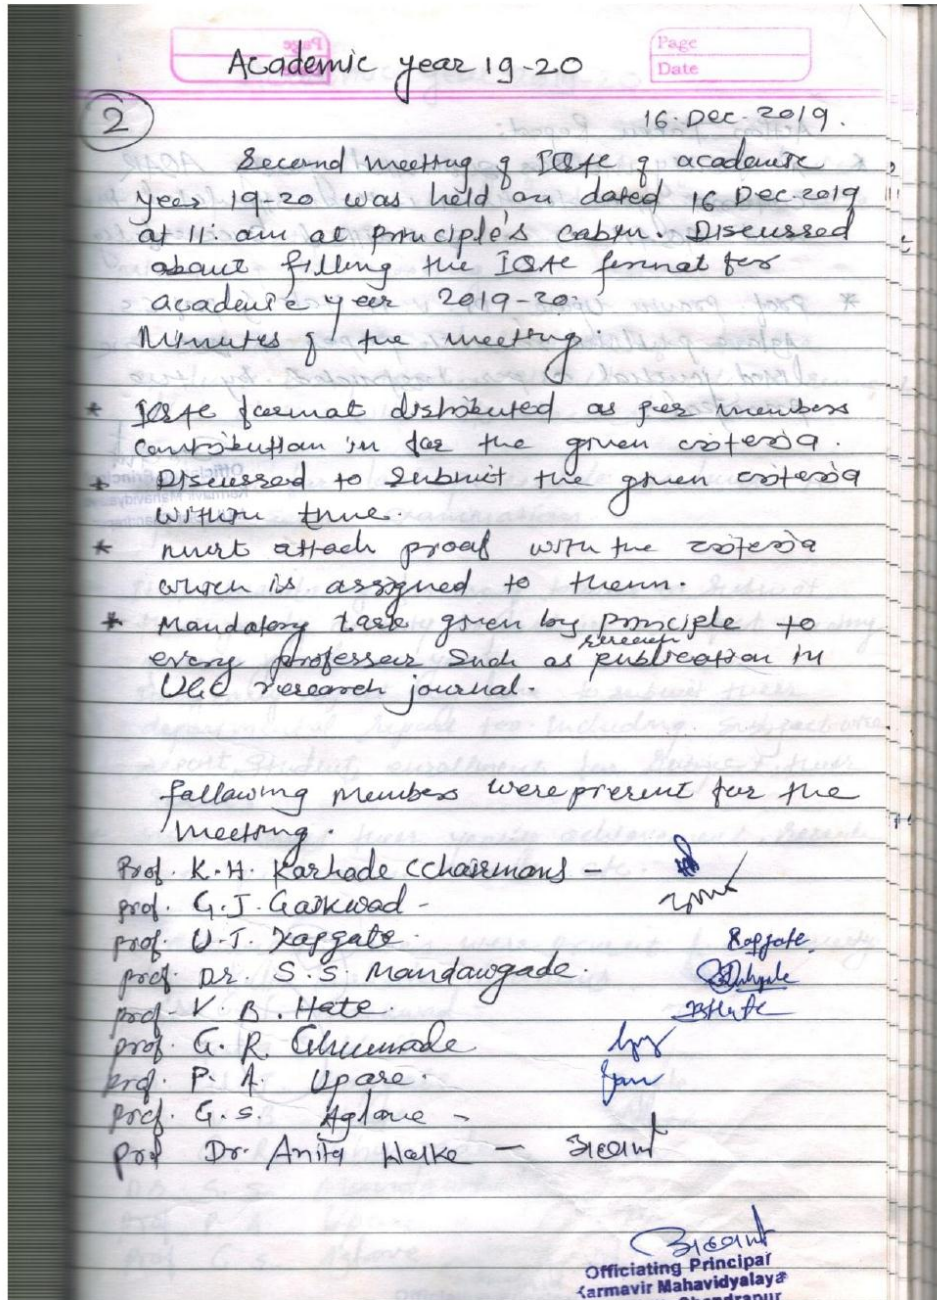 Academic year 19-20
Page
Date
2
16. Dec. 2019.
Second meeting of IQAC of academic
year 19-20 was held on dated 16 Dec. 2019
at 11. am at principle's cabin. Discussed
about filling the IQAC format for
academic year 2019-20.
Minutes of the meeting.
* IQAC format distributed as per members
contribution in for the given criteria.
* Discussed to submit the given criteria
within time.
* must attach proof with the criteria
which is assigned to them.
* Mandatory task given by principle to
every professor such as research publication in
UGC research journal.
following members were present for the
meeting.
Prof. K.H. Karhade (chairman) -
prof. G.J. Gaikwad -
prof. U.T. Kapgate. Kapgate
prof. Dr. S.S. Mandawgade.
prof. V.B. Hate.
prof. G.R. Ghumade
prof. P.A. Upare.
prof. G.S. Aglave -
prof Dr. Anita Walke -
Officiating Principal
Karmavir Mahavidyalaya
Chandrapur